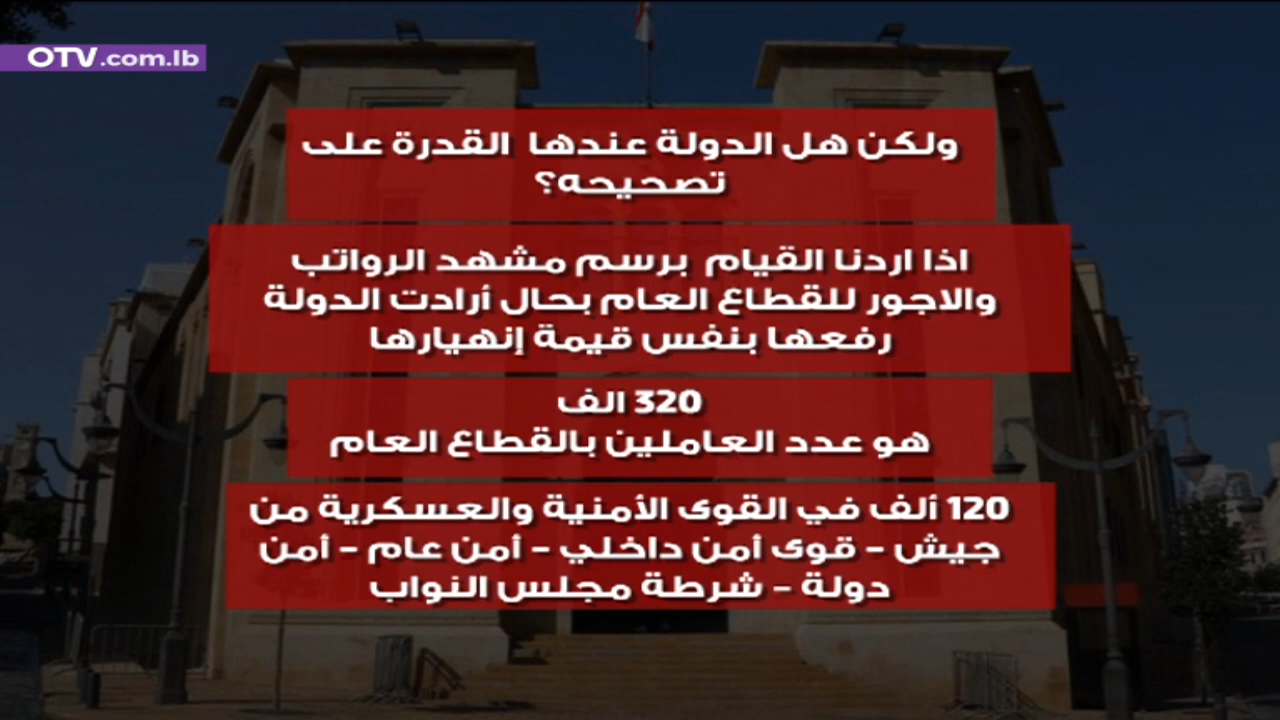 OTV.com.lb
ولكن هل الدولة عندها القدرة على
تصحيحه؟
اذا اردنا القيام برسم مشهد الرواتب
والاجور للقطاع العام بحال أرادت الدولة
رفعها بنفس قيمة إنهيارها
320 الف
هو عدد العاملين بالقطاع العام
120 ألف في القوى الأمنية والعسكرية من
جيش - قوى أمن داخلي - أمن عام - أمن
دولة - شرطة مجلس النواب